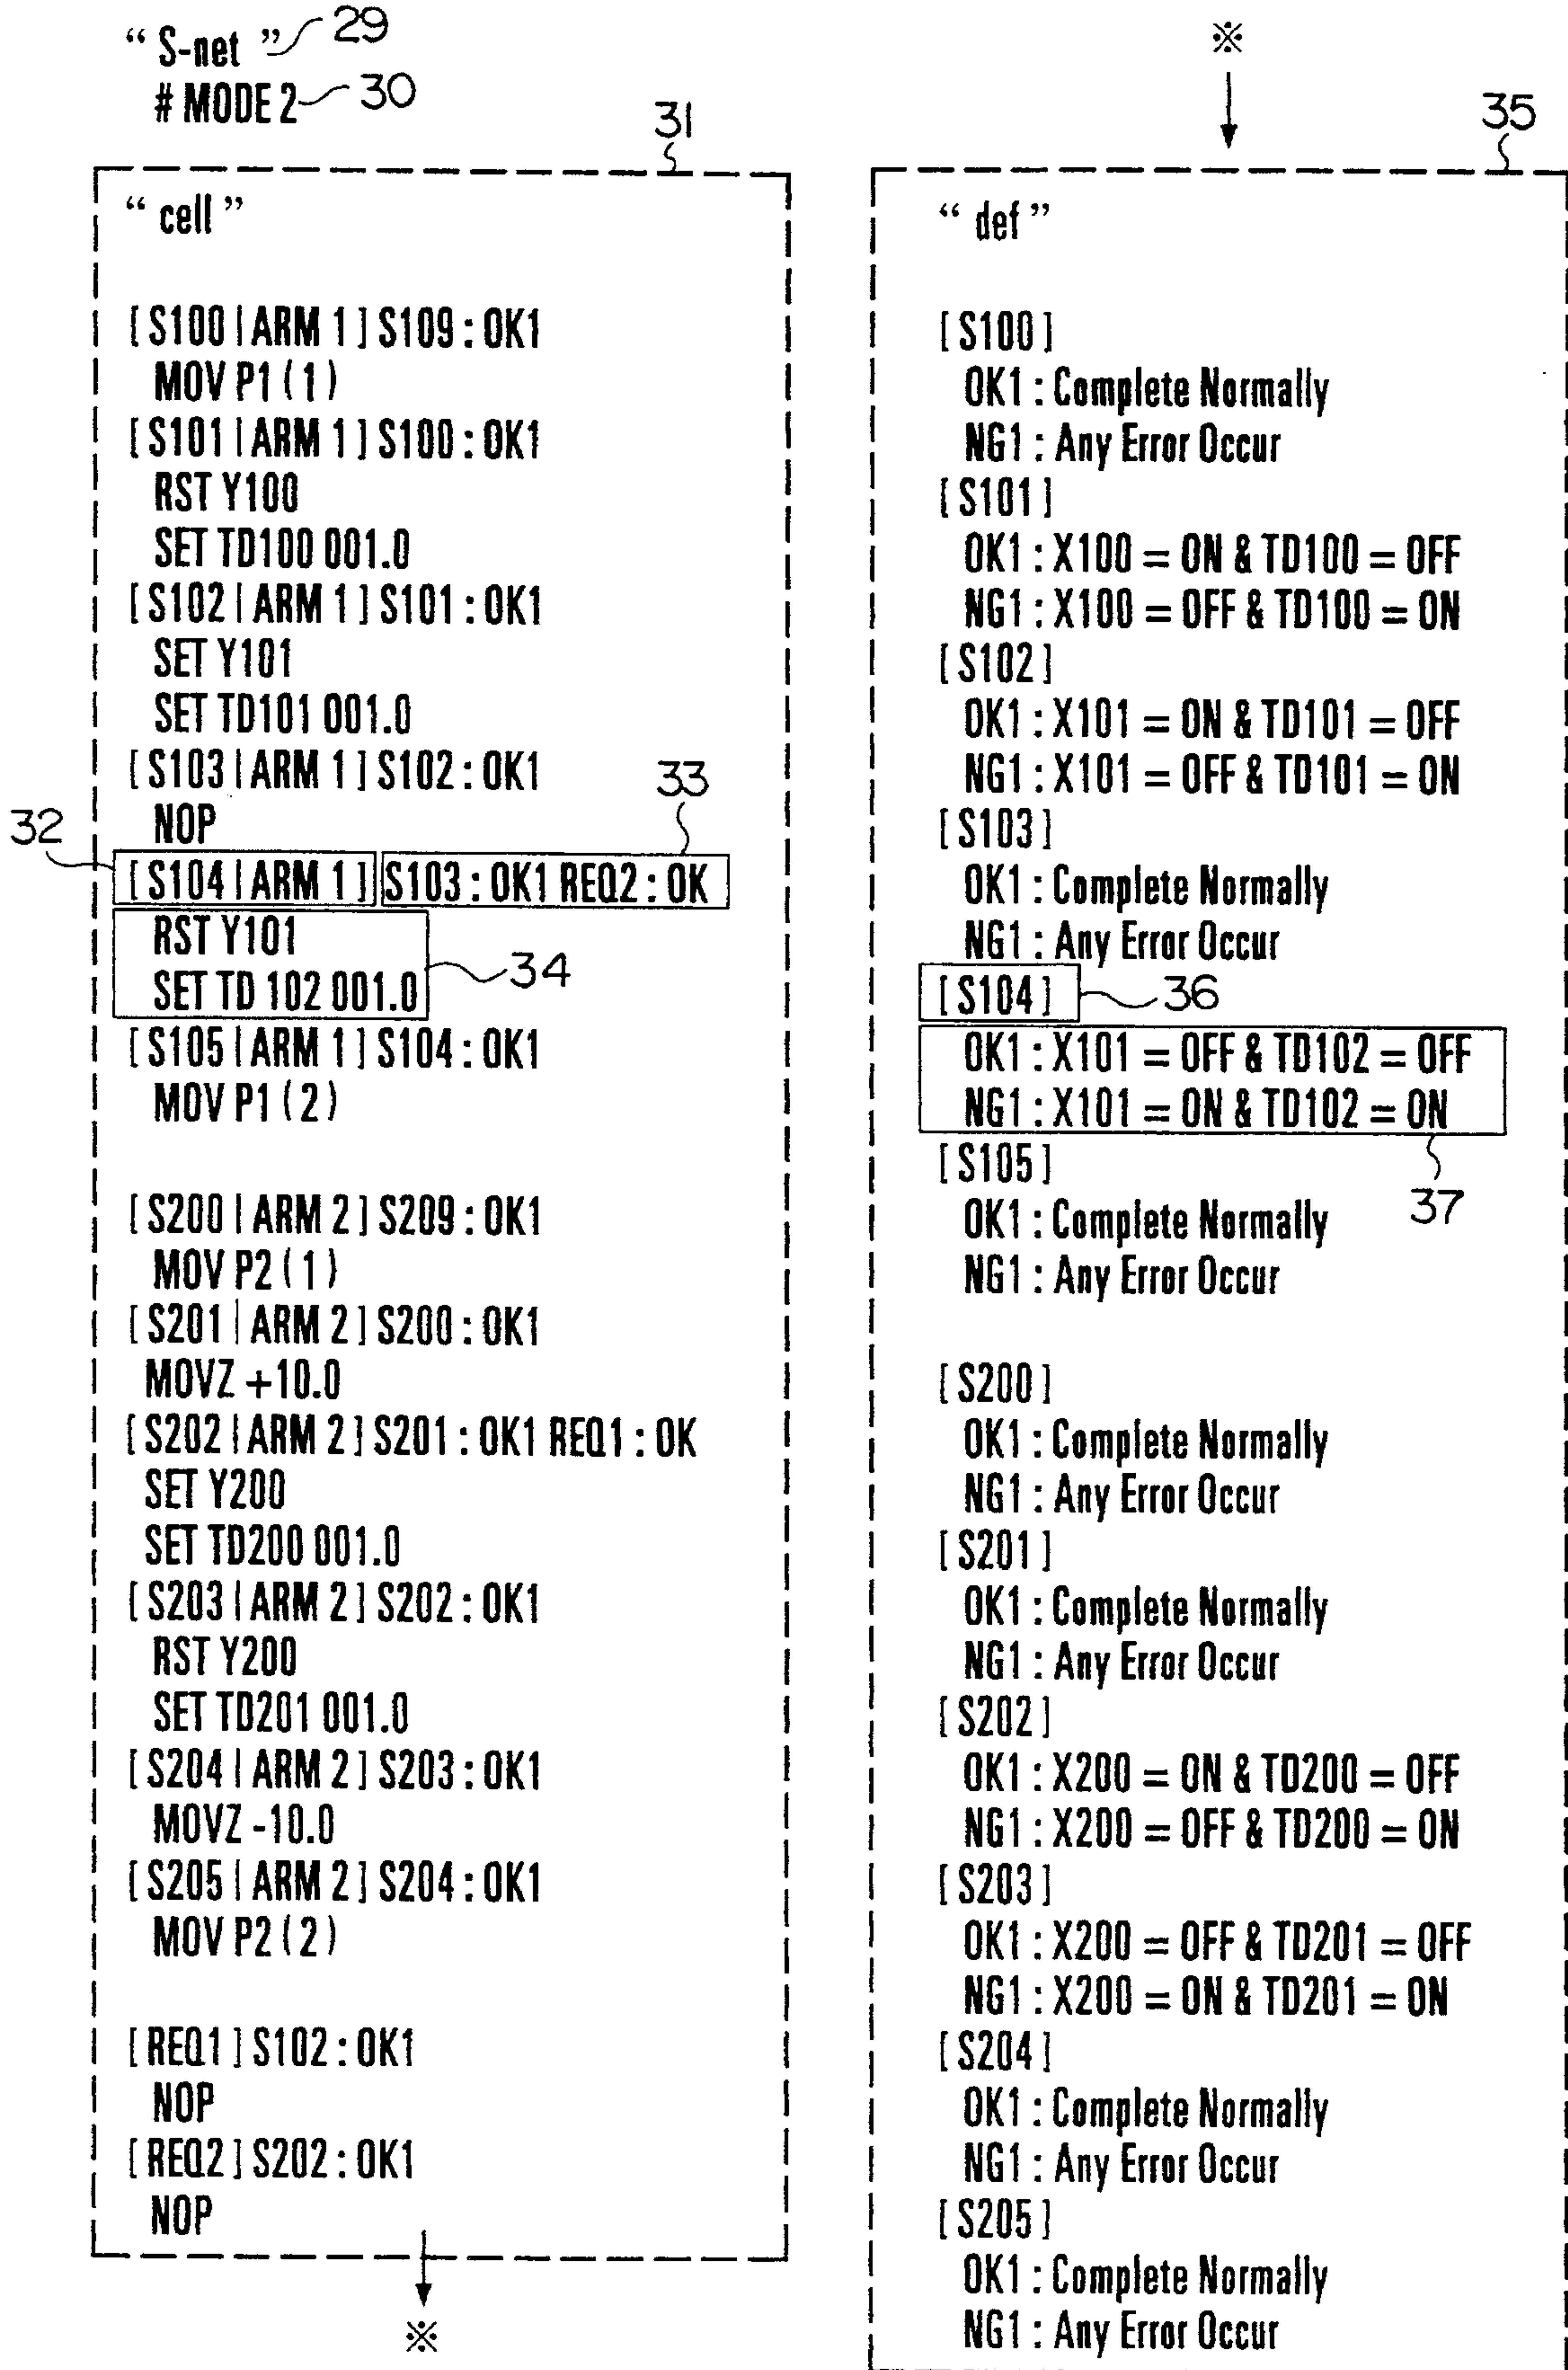 “ S-net ” 29
# MODE 2 30
31
“ cell ”
[ S100 | ARM 1 ] S109 : OK1
MOV P1 ( 1 )
[ S101 | ARM 1 ] S100 : OK1
RST Y100
SET TD100 001.0
[ S102 | ARM 1 ] S101 : OK1
SET Y101
SET TD101 001.0
[ S103 | ARM 1 ] S102 : OK1
33
NOP
32
[ S104 | ARM 1 ] S103 : OK1 REQ2 : OK
RST Y101
SET TD 102 001.0
34
[ S105 | ARM 1 ] S104 : OK1
MOV P1 ( 2 )
[ S200 | ARM 2 ] S209 : OK1
MOV P2 ( 1 )
[ S201 | ARM 2 ] S200 : OK1
MOVZ +10.0
[ S202 | ARM 2 ] S201 : OK1 REQ1 : OK
SET Y200
SET TD200 001.0
[ S203 | ARM 2 ] S202 : OK1
RST Y200
SET TD201 001.0
[ S204 | ARM 2 ] S203 : OK1
MOVZ -10.0
[ S205 | ARM 2 ] S204 : OK1
MOV P2 ( 2 )
[ REQ1 ] S102 : OK1
NOP
[ REQ2 ] S202 : OK1
NOP
※
※
35
“ def ”
[ S100 ]
OK1 : Complete Normally
NG1 : Any Error Occur
[ S101 ]
OK1 : X100 = ON & TD100 = OFF
NG1 : X100 = OFF & TD100 = ON
[ S102 ]
OK1 : X101 = ON & TD101 = OFF
NG1 : X101 = OFF & TD101 = ON
[ S103 ]
OK1 : Complete Normally
NG1 : Any Error Occur
[ S104 ] 36
OK1 : X101 = OFF & TD102 = OFF
NG1 : X101 = ON & TD102 = ON
[ S105 ]
37
OK1 : Complete Normally
NG1 : Any Error Occur
[ S200 ]
OK1 : Complete Normally
NG1 : Any Error Occur
[ S201 ]
OK1 : Complete Normally
NG1 : Any Error Occur
[ S202 ]
OK1 : X200 = ON & TD200 = OFF
NG1 : X200 = OFF & TD200 = ON
[ S203 ]
OK1 : X200 = OFF & TD201 = OFF
NG1 : X200 = ON & TD201 = ON
[ S204 ]
OK1 : Complete Normally
NG1 : Any Error Occur
[ S205 ]
OK1 : Complete Normally
NG1 : Any Error Occur